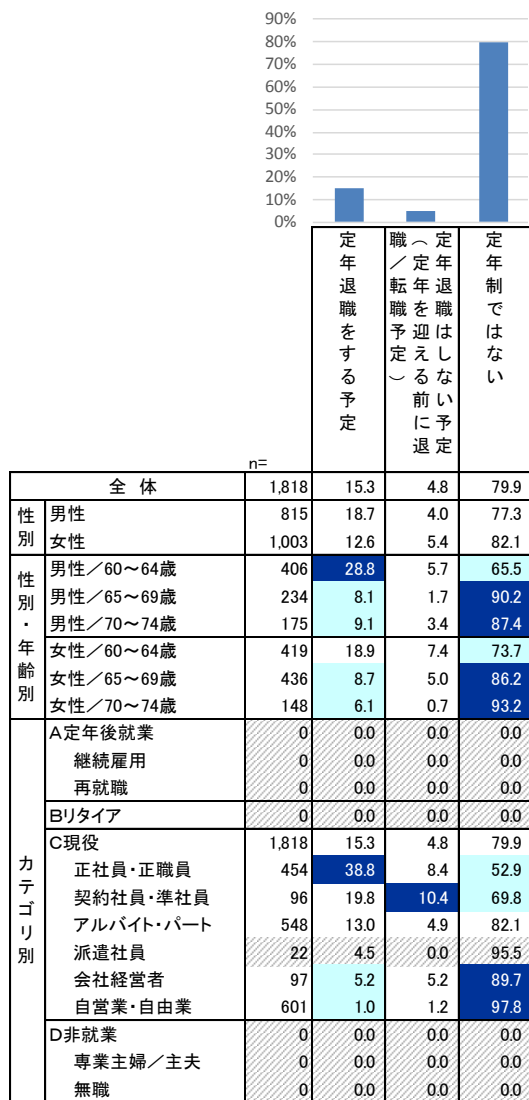 90%
80%
70%
60%
50%
40%
30%
20%
10%
0%
定年退職をする予定
定年退職はしない予定
（定年を迎える前に退
職／転職予定）
定年制ではない
n=
全 体 1,818 15.3 4.8 79.9
性別
男性 815 18.7 4.0 77.3
女性 1,003 12.6 5.4 82.1
性別・年齢別
男性／60～64歳 406 28.8 5.7 65.5
男性／65～69歳 234 8.1 1.7 90.2
男性／70～74歳 175 9.1 3.4 87.4
女性／60～64歳 419 18.9 7.4 73.7
女性／65～69歳 436 8.7 5.0 86.2
女性／70～74歳 148 6.1 0.7 93.2
カテゴリ別
A定年後就業 0 0.0 0.0 0.0
継続雇用 0 0.0 0.0 0.0
再就職 0 0.0 0.0 0.0
Bリタイア 0 0.0 0.0 0.0
C現役 1,818 15.3 4.8 79.9
正社員・正職員 454 38.8 8.4 52.9
契約社員・準社員 96 19.8 10.4 69.8
アルバイト・パート 548 13.0 4.9 82.1
派遣社員 22 4.5 0.0 95.5
会社経営者 97 5.2 5.2 89.7
自営業・自由業 601 1.0 1.2 97.8
D非就業 0 0.0 0.0 0.0
専業主婦／主夫 0 0.0 0.0 0.0
無職 0 0.0 0.0 0.0